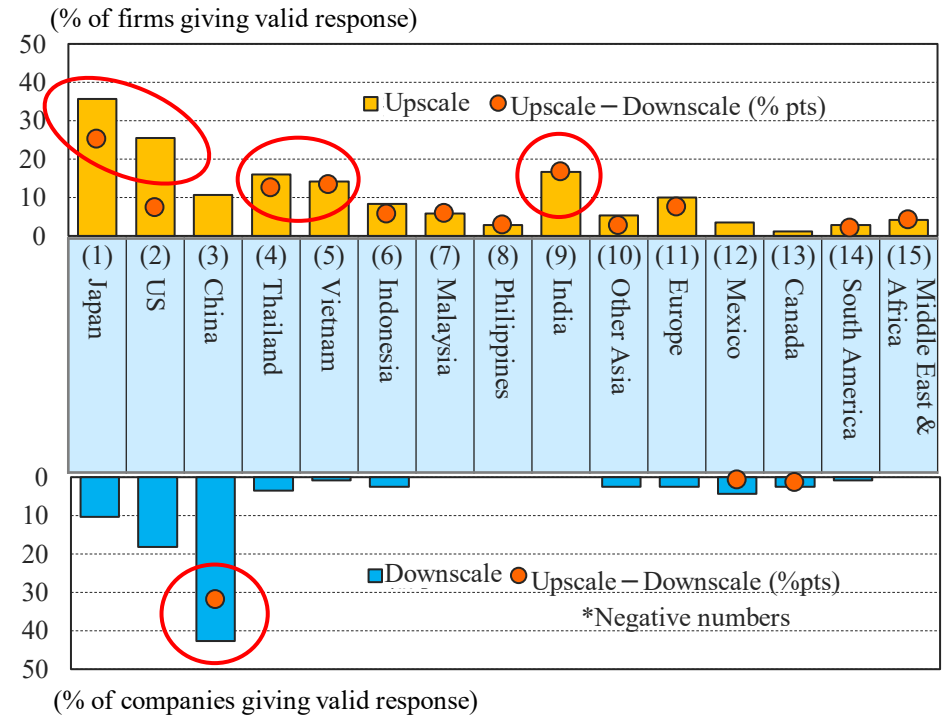 (% of firms giving valid response)
50
40
30
20
10
0
Upscale
Upscale – Downscale (% pts)
(1) Japan
(2) US
(3) China
(4) Thailand
(5) Vietnam
(6) Indonesia
(7) Malaysia
(8) Philippines
(9) India
(10) Other Asia
(11) Europe
(12) Mexico
(13) Canada
(14) South America
(15) Middle East &
Africa
0
10
20
30
40
50
Downscale
Upscale – Downscale (%pts)
*Negative numbers
(% of companies giving valid response)